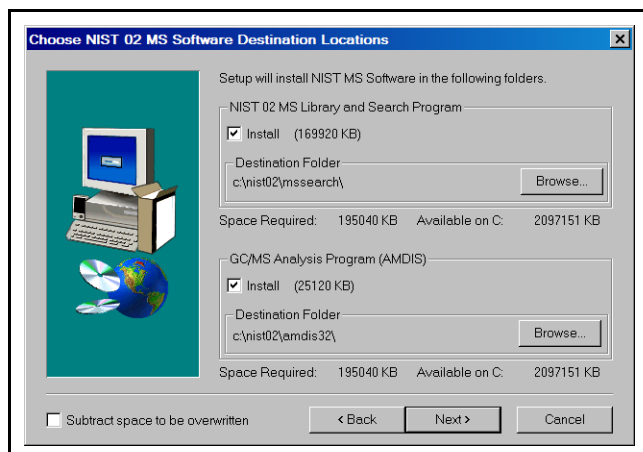 Choose NIST 02 MS Software Destination Locations
Setup will install NIST MS Software in the following folders.
NIST 02 MS Library and Search Program
Install (169920 KB)
Destination Folder
c:\nist02\mssearch\ Browse...
Space Required: 195040 KB Available on C: 2097151 KB
GC/MS Analysis Program (AMDIS)
Install (25120 KB)
Destination Folder
c:\nist02\amdis32\ Browse...
Space Required: 195040 KB Available on C: 2097151 KB
Subtract space to be overwritten < Back Next > Cancel